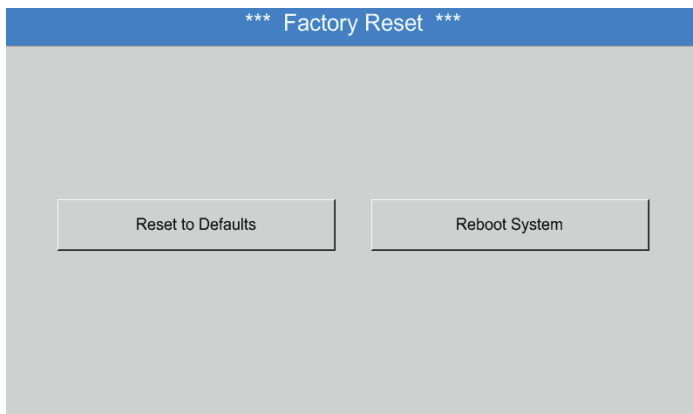 *** Factory Reset ***
Reset to Defaults
Reboot System